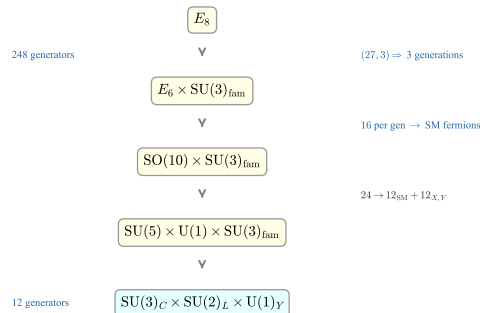 E₈
248 generators
(27, 3) ⇒ 3 generations
E₆ × SU(3)fam
16 per gen → SM fermions
SO(10) × SU(3)fam
24 → 12SM + 12X,Y
SU(5) × U(1) × SU(3)fam
12 generators
SU(3)C × SU(2)L × U(1)Y